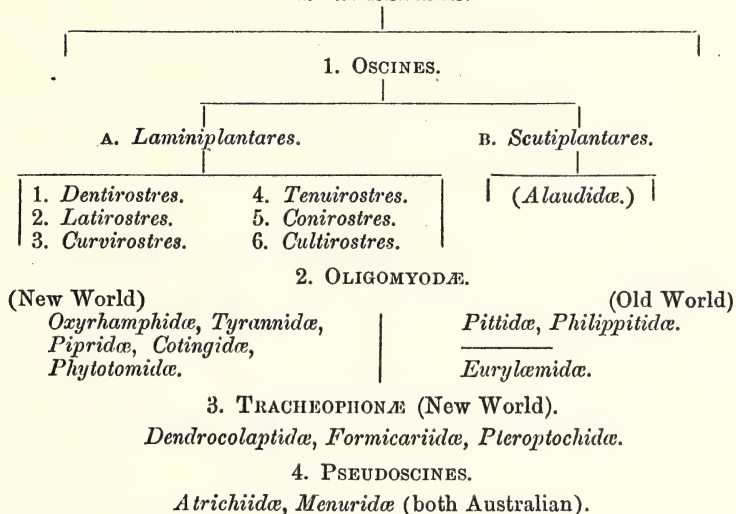 1. OSCINES.
A. Laminiplantares. B. Scutiplantares.
1. Dentirostres. 4. Tenuirostres. (Alaudidæ.)
2. Latirostres. 5. Conirostres.
3. Curvirostres. 6. Cultirostres.
2. OLIGOMYODÆ.
(New World) (Old World)
Oxyrhamphidæ, Tyrannidæ, Pittidæ, Philippitidæ.
Pipridæ, Cotingidæ,
Phytotomidæ. Eurylæmidæ.
3. TRACHEOPHONÆ (New World).
Dendrocolaptidæ, Formicariidæ, Pteroptochidæ.
4. PSEUDOSCINES.
Atrichiidæ, Menuridæ (both Australian).